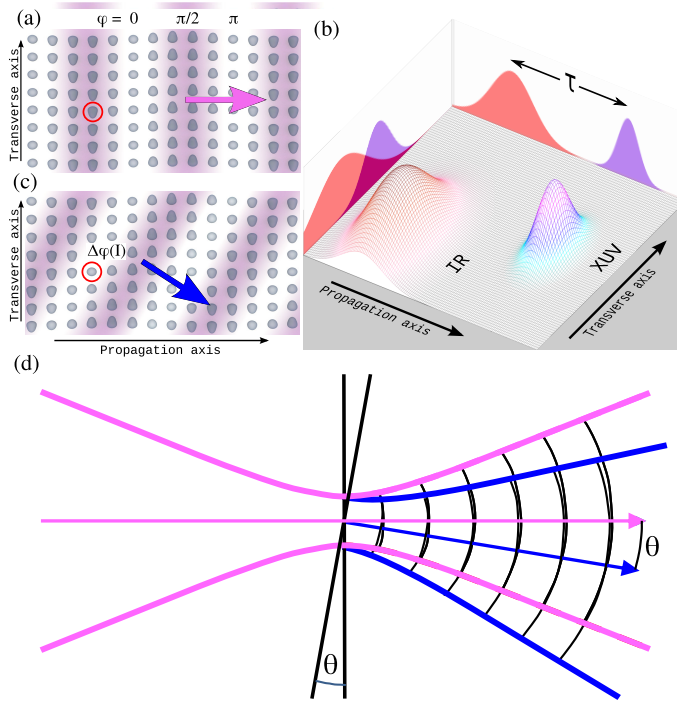 (a)
φ = 0
π/2
π
Transverse axis
(b)
τ
IR
XUV
Propagation axis
Transverse axis
(c)
Δφ(I)
Transverse axis
Propagation axis
(d)
θ
θ